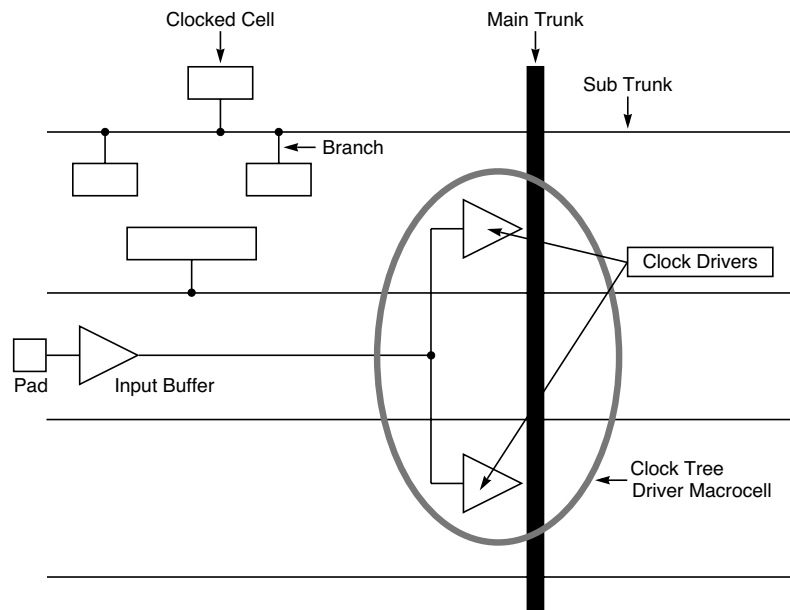 Clocked Cell
Main Trunk
Sub Trunk
Branch
Clock Drivers
Pad
Input Buffer
Clock Tree
Driver Macrocell